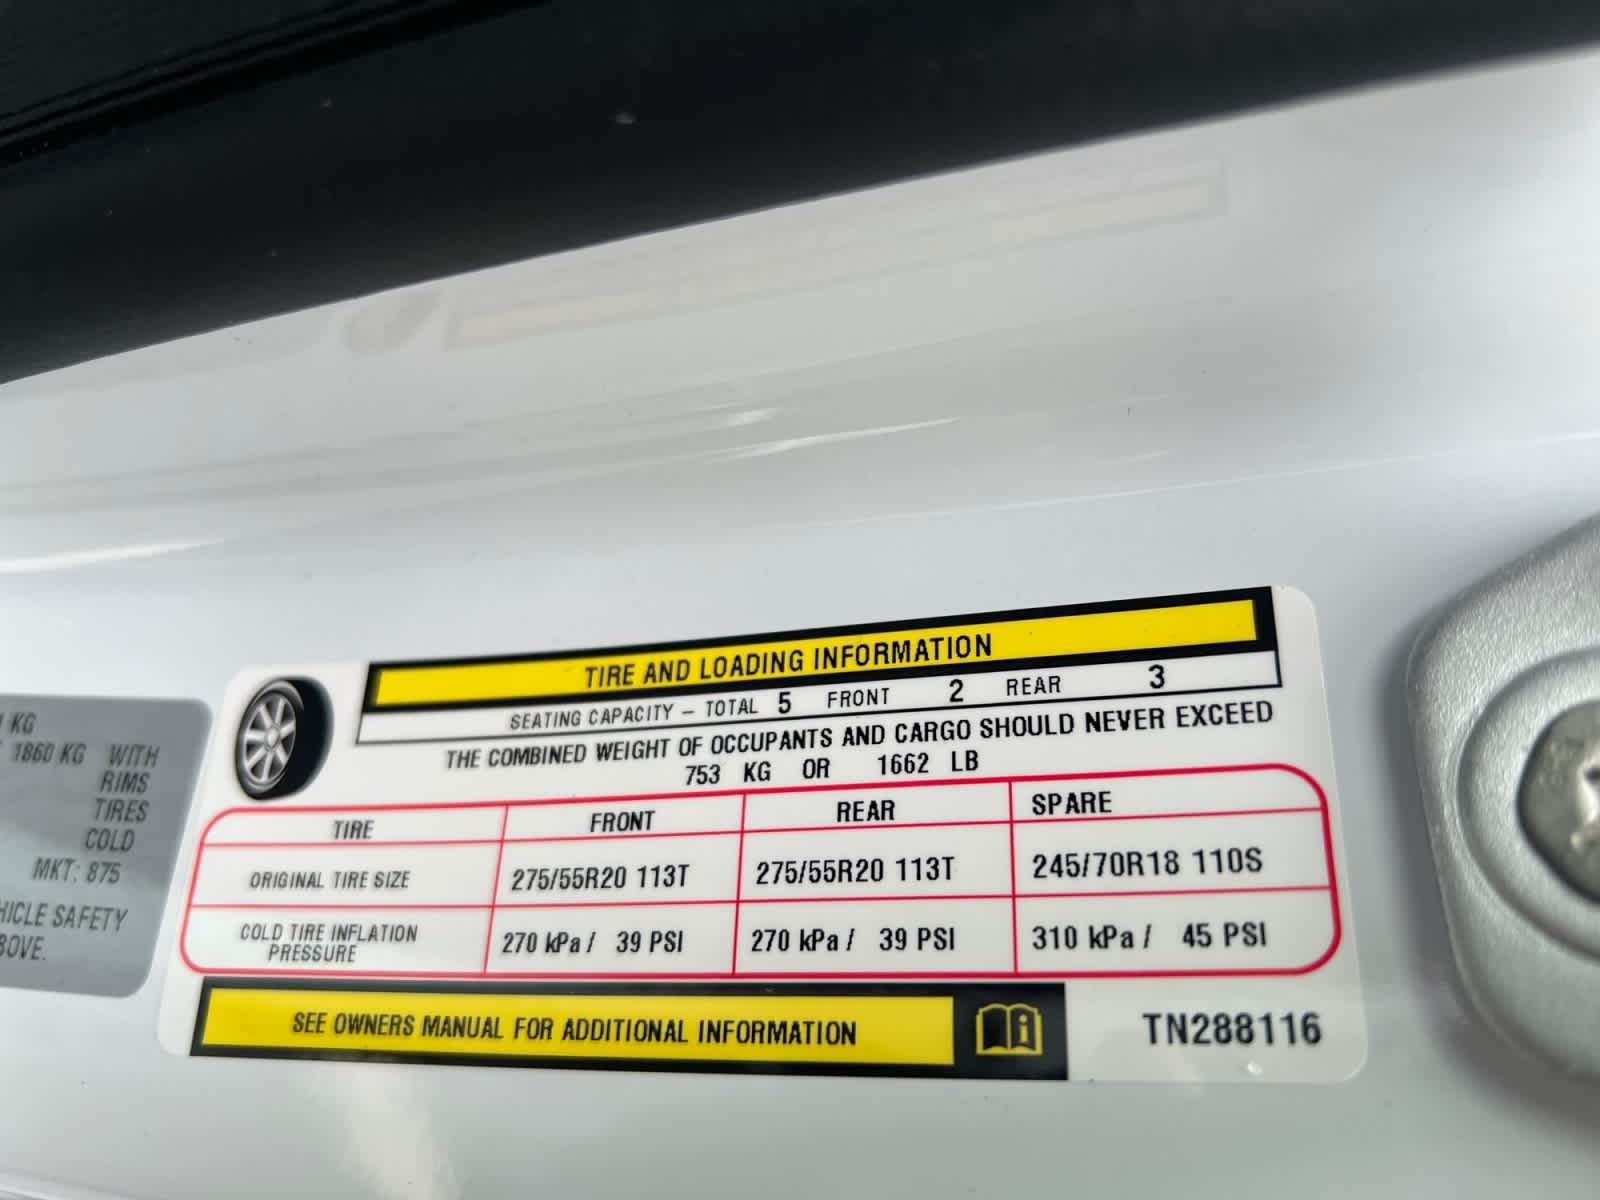 TIRE AND LOADING INFORMATION
SEATING CAPACITY – TOTAL 5 FRONT 2 REAR 3
THE COMBINED WEIGHT OF OCCUPANTS AND CARGO SHOULD NEVER EXCEED
753 KG OR 1662 LB
TIRE FRONT REAR SPARE
ORIGINAL TIRE SIZE 275/55R20 113T 275/55R20 113T 245/70R18 110S
COLD TIRE INFLATION
PRESSURE 270 kPa / 39 PSI 270 kPa / 39 PSI 310 kPa / 45 PSI
SEE OWNERS MANUAL FOR ADDITIONAL INFORMATION
TN288116
KG
1860 KG WITH
RIMS
TIRES
COLD
MKT: 875
SAFETY